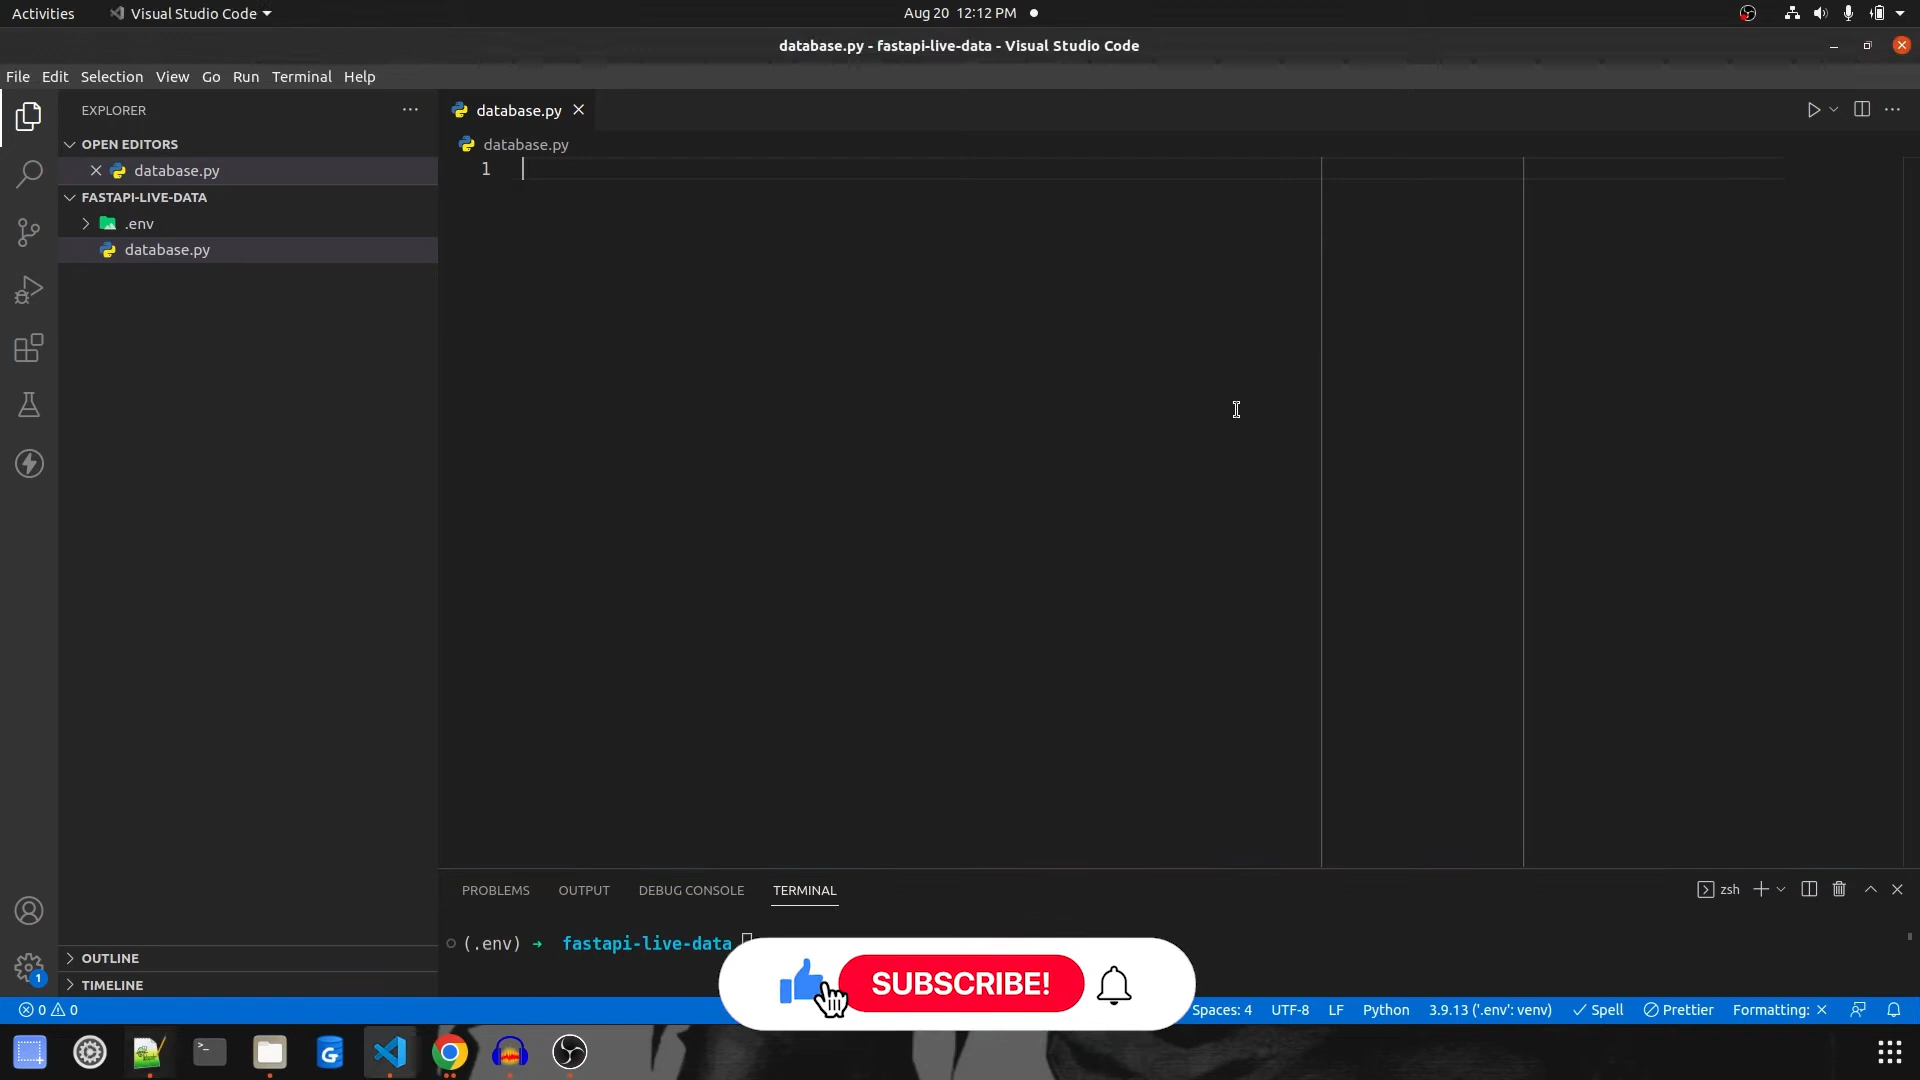 Activities
Visual Studio Code
Aug 20 12:12 PM
database.py - fastapi-live-data - Visual Studio Code
File Edit Selection View Go Run Terminal Help
EXPLORER
OPEN EDITORS
database.py
FASTAPI-LIVE-DATA
.env
database.py
OUTLINE
TIMELINE
database.py
database.py
1
PROBLEMS OUTPUT DEBUG CONSOLE TERMINAL
zsh
(.env) → fastapi-live-data
SUBSCRIBE!
1
0 0
Spaces: 4 UTF-8 LF Python 3.9.13 ('.env': venv) Spell Prettier Formatting: